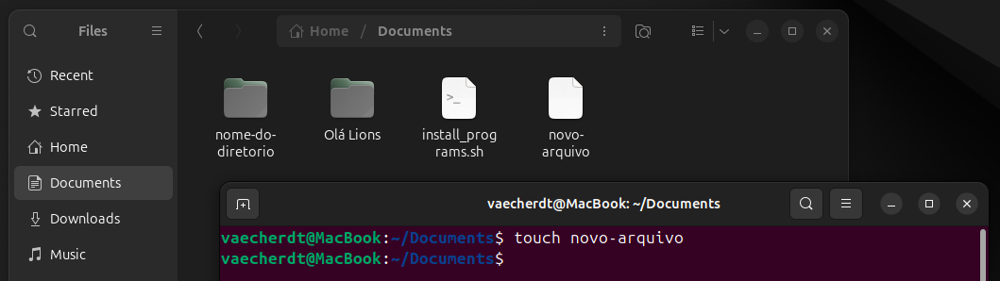 Files
Home / Documents
Recent
Starred
Home
Documents
Downloads
Music
nome-do-
diretorio
Olá Lions
>_
install_prog
rams.sh
novo-
arquivo
vaecherdt@MacBook: ~/Documents
vaecherdt@MacBook:~/Documents$ touch novo-arquivo
vaecherdt@MacBook:~/Documents$